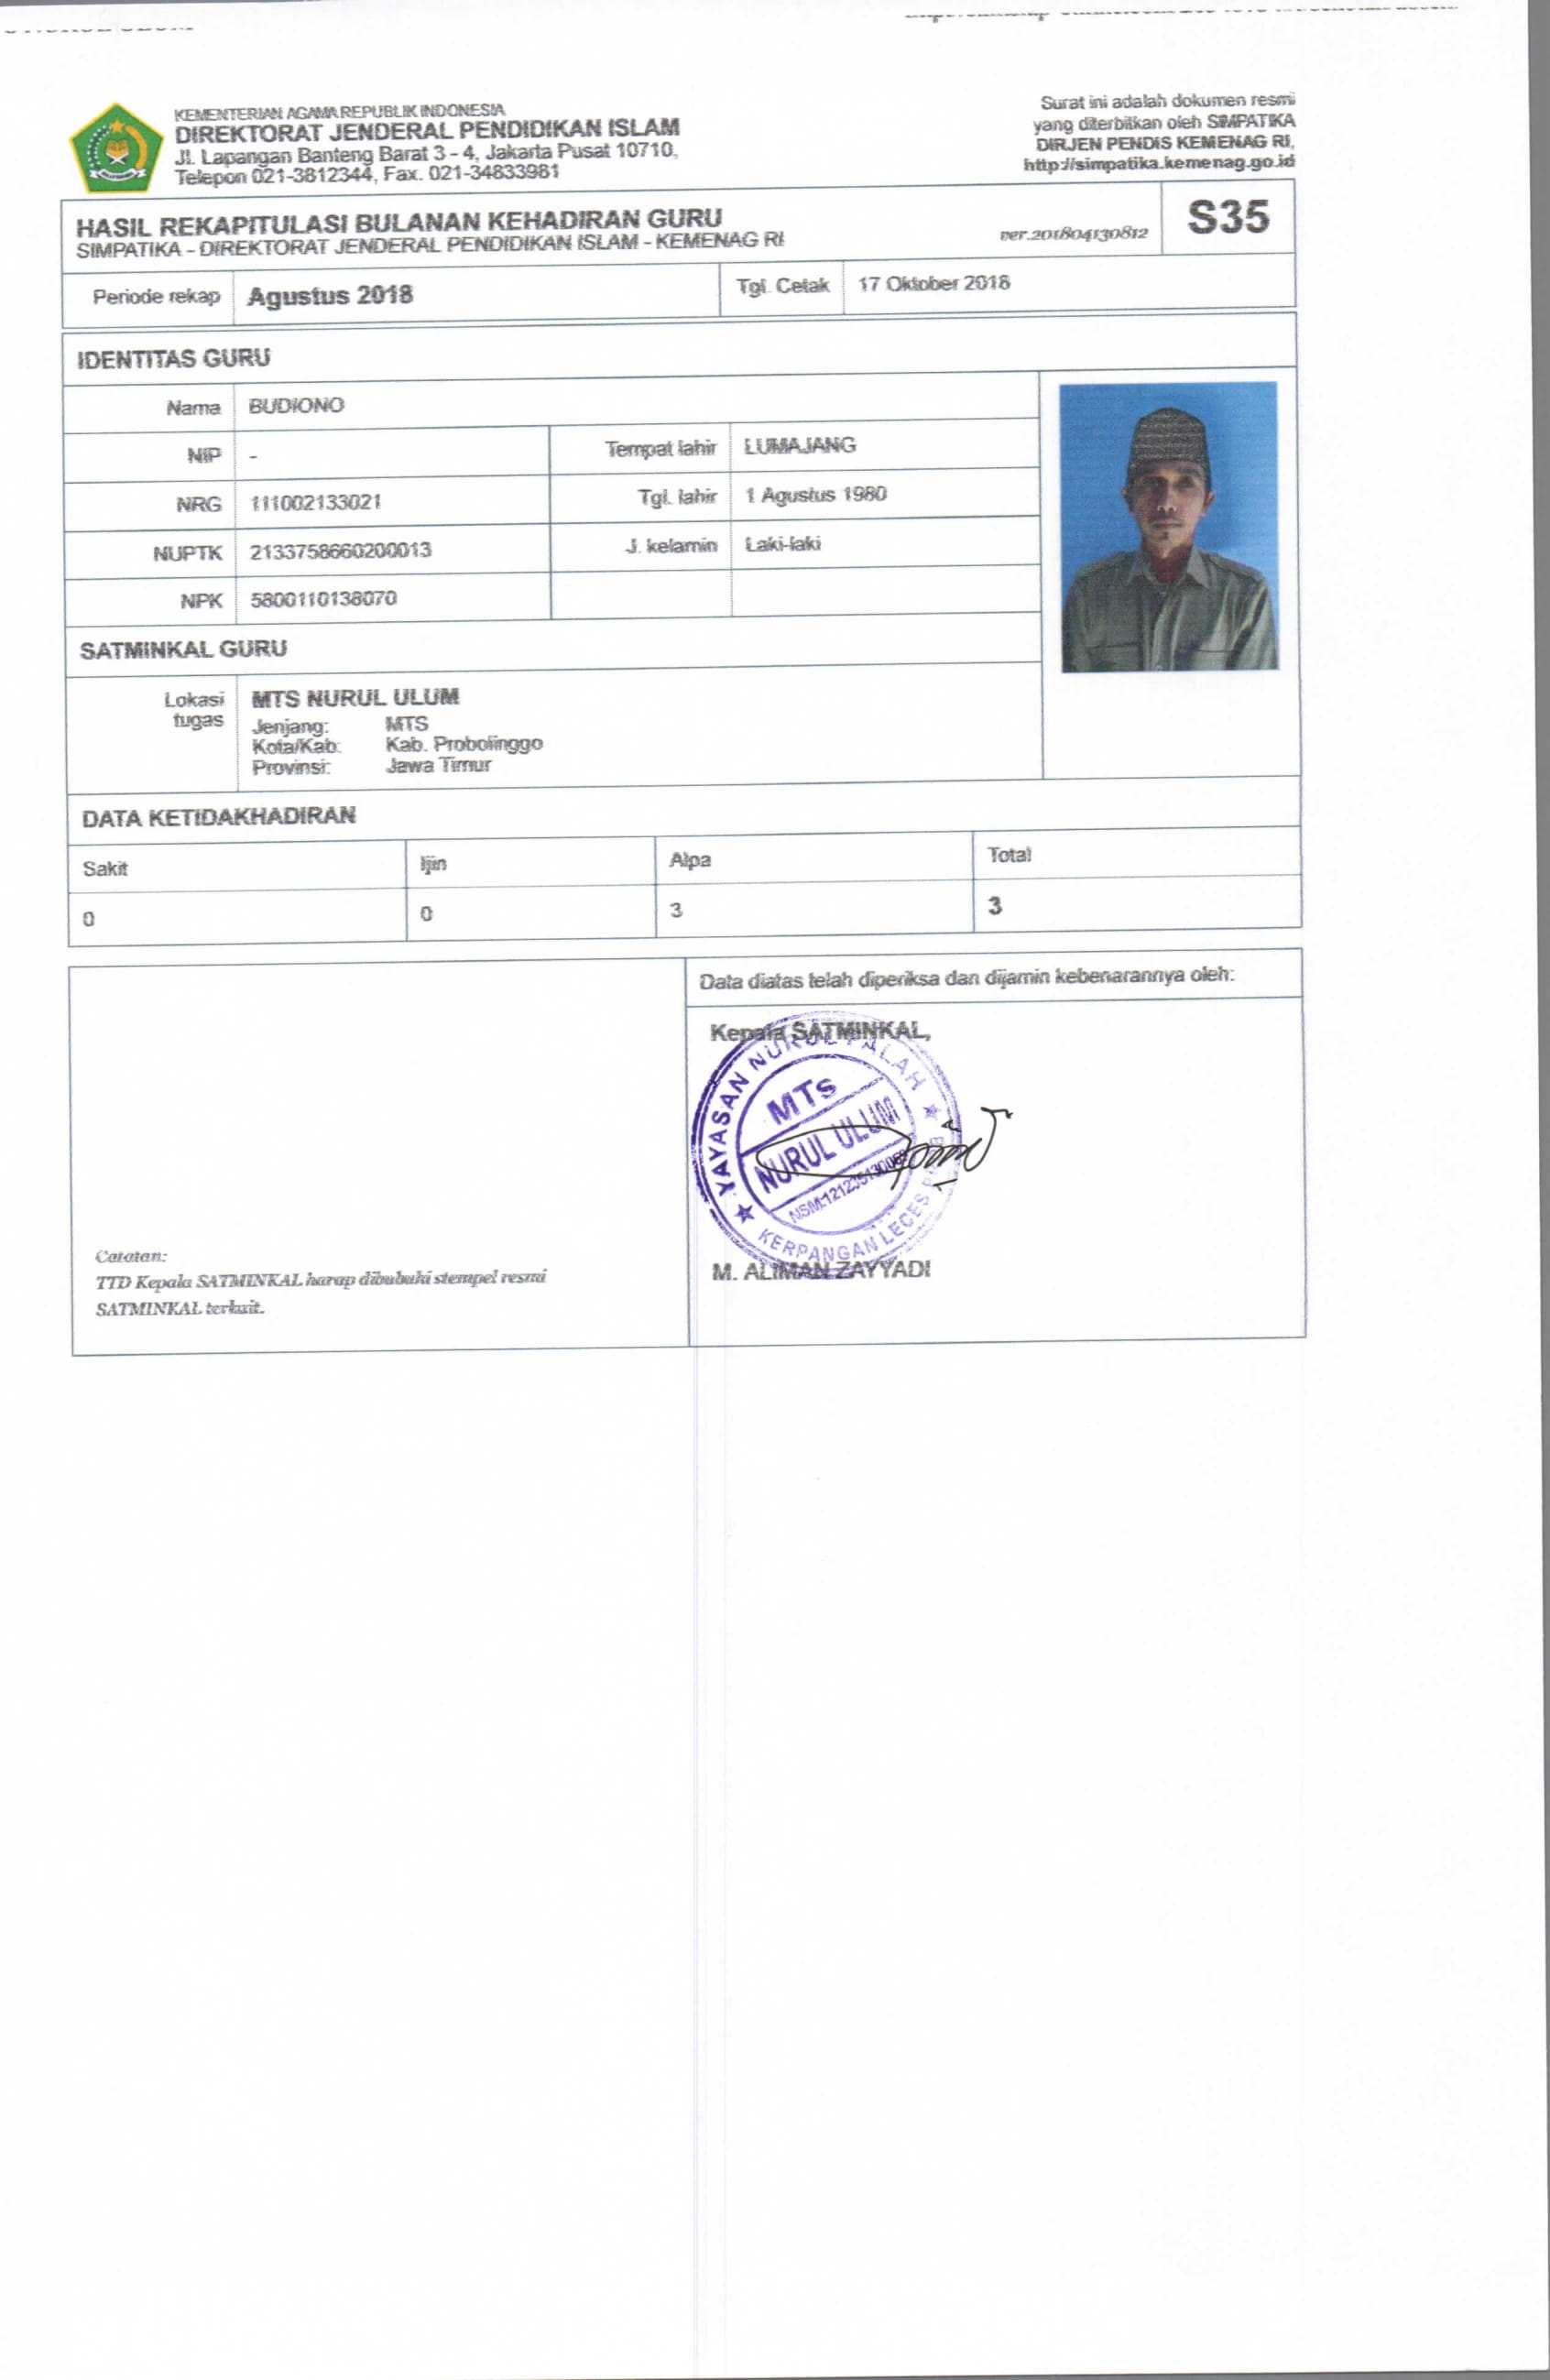 KEMENTERIAN AGAMA REPUBLIK INDONESIA
DIREKTORAT JENDERAL PENDIDIKAN ISLAM
Jl. Lapangan Banteng Barat 3 - 4, Jakarta Pusat 10710,
Telepon 021-3812344, Fax. 021-34833981
Surat ini adalah dokumen resmi
yang diterbitkan oleh SIMPATIKA
DIRJEN PENDIS KEMENAG RI,
http://simpatika.kemenag.go.id
HASIL REKAPITULASI BULANAN KEHADIRAN GURU
SIMPATIKA - DIREKTORAT JENDERAL PENDIDIKAN ISLAM - KEMENAG RI
ver.201804130812
S35
Periode rekap Agustus 2018 Tgl. Cetak 17 Oktober 2018
IDENTITAS GURU
Nama BUDIONO
NIP - Tempat lahir LUMAJANG
NRG 111002133021 Tgl. lahir 1 Agustus 1980
NUPTK 2133758660200013 J. kelamin Laki-laki
NPK 5800110138070
SATMINKAL GURU
Lokasi tugas MTS NURUL ULUM
Jenjang: MTS
Kota/Kab: Kab. Probolinggo
Provinsi: Jawa Timur
DATA KETIDAKHADIRAN
Sakit Ijin Alpa Total
0 0 3 3
Data diatas telah diperiksa dan dijamin kebenarannya oleh:
Kepala SATMINKAL,
YAYASAN NURUL FALAH
MTs
NURUL ULUM
KERPANGAN LECES
M. ALIMAN ZAYYADI
Catatan:
TTD Kepala SATMINKAL harap dibubuhi stempel resmi
SATMINKAL terkait.